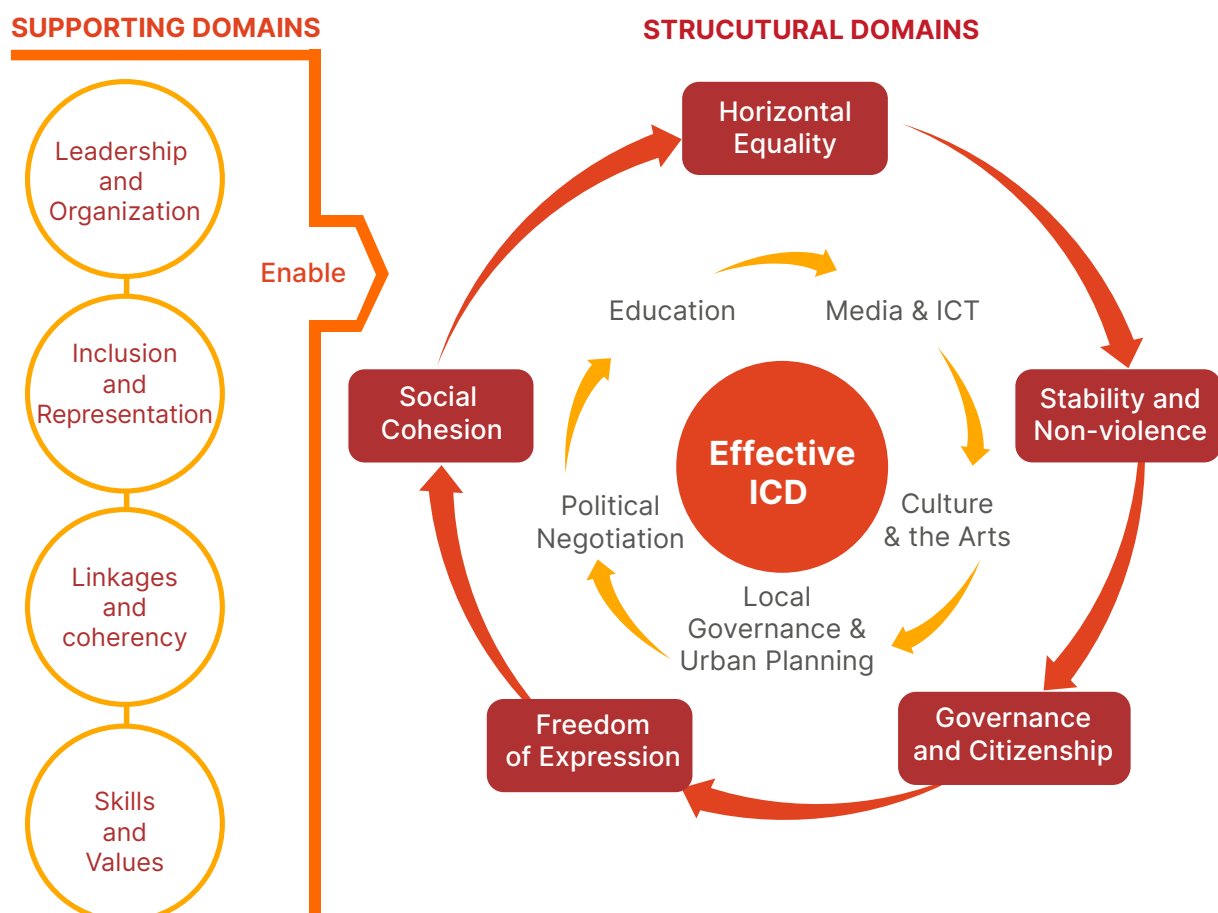 SUPPORTING DOMAINS
Leadership
and
Organization
Inclusion
and
Representation
Linkages
and
coherency
Skills
and
Values
Enable
STRUCUTURAL DOMAINS
Horizontal
Equality
Stability and
Non-violence
Governance
and Citizenship
Freedom
of Expression
Social
Cohesion
Education
Media & ICT
Culture
& the Arts
Local
Governance &
Urban Planning
Political
Negotiation
Effective
ICD